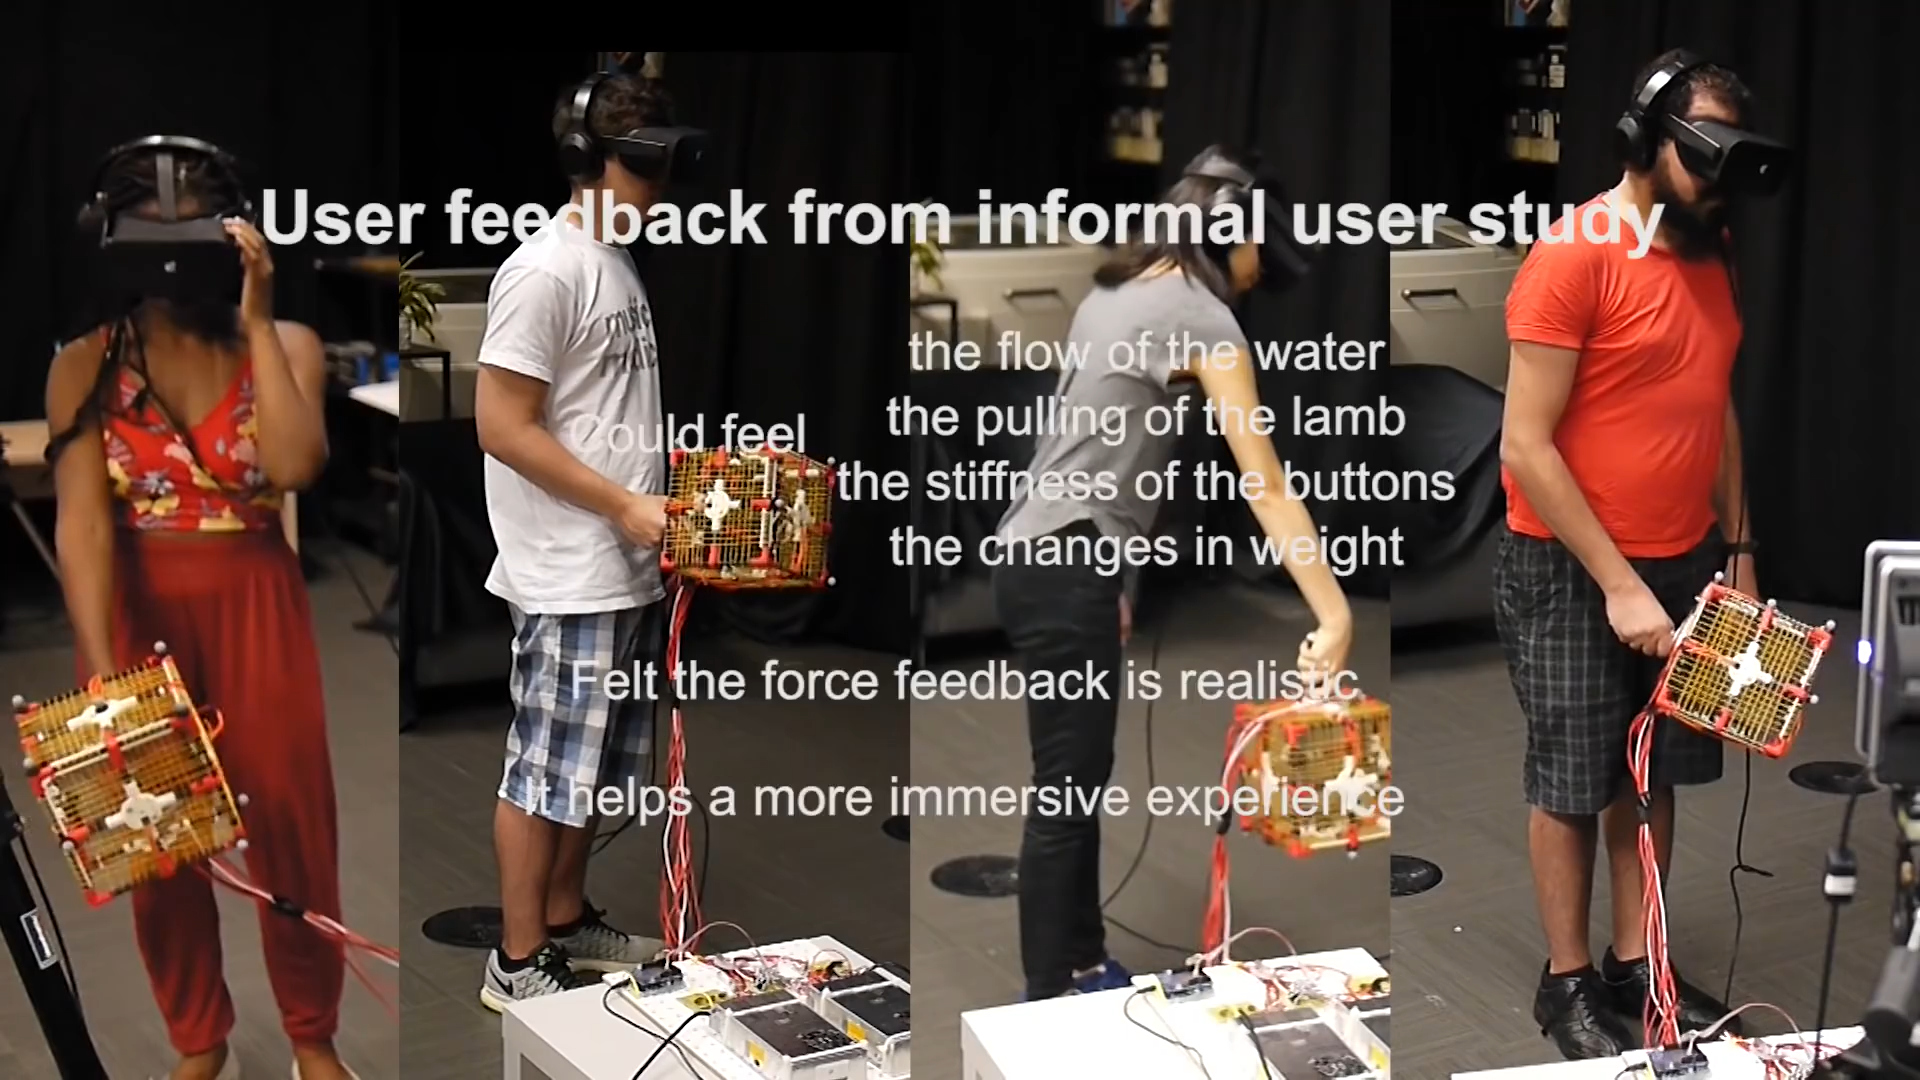 User feedback from informal user study
Could feel
the flow of the water
the pulling of the lamb
the stiffness of the buttons
the changes in weight
Felt the force feedback is realistic
It helps a more immersive experience